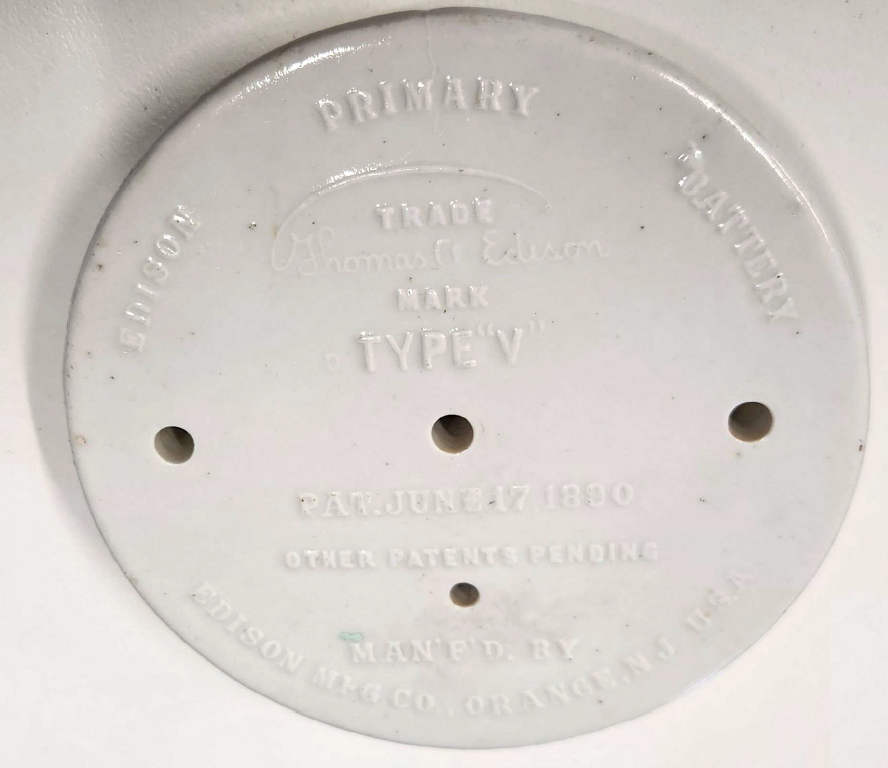 EDISON PRIMARY BATTERY
TRADE
Thomas A Edison
MARK
TYPE "V"
PAT. JUNE 17, 1890
OTHER PATENTS PENDING
MAN'F'D. BY
EDISON MFG CO., ORANGE, N.J. U.S.A.